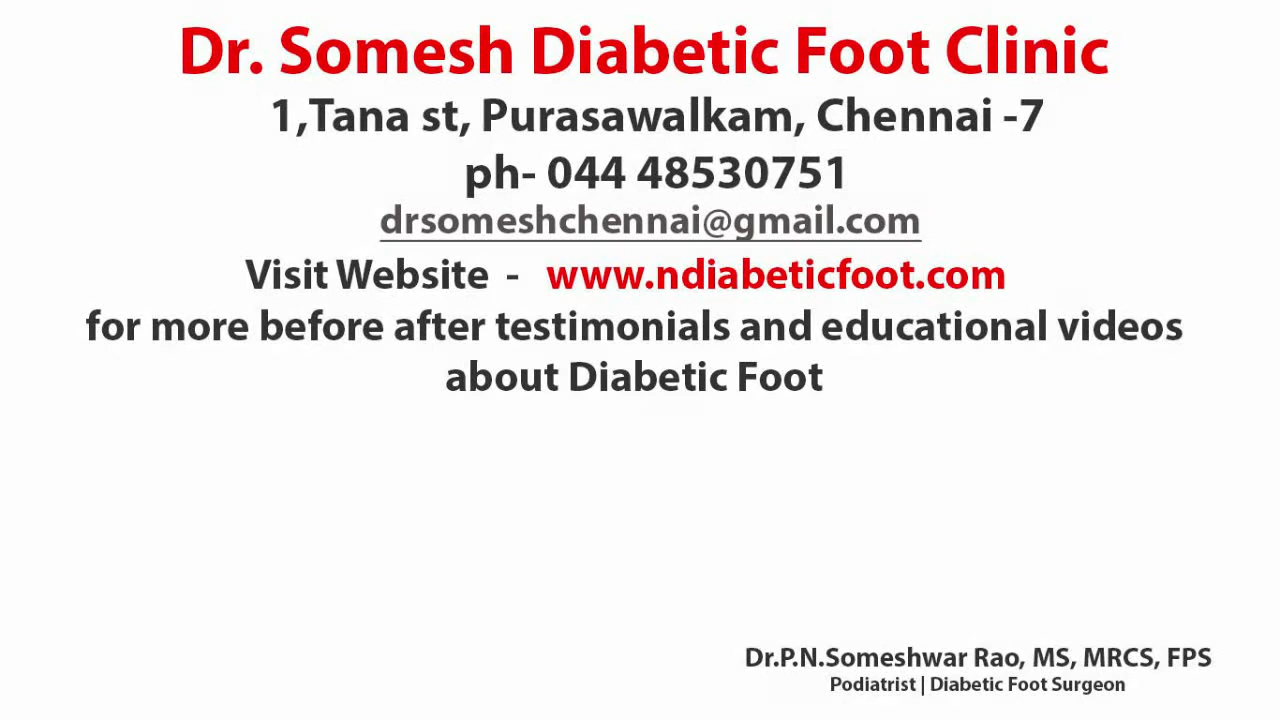 Dr. Somesh Diabetic Foot Clinic
1,Tana st, Purasawalkam, Chennai -7
ph- 044 48530751
drsomeshchennai@gmail.com
Visit Website - www.ndiabeticfoot.com
for more before after testimonials and educational videos
about Diabetic Foot
Dr.P.N.Someshwar Rao, MS, MRCS, FPS
Podiatrist | Diabetic Foot Surgeon